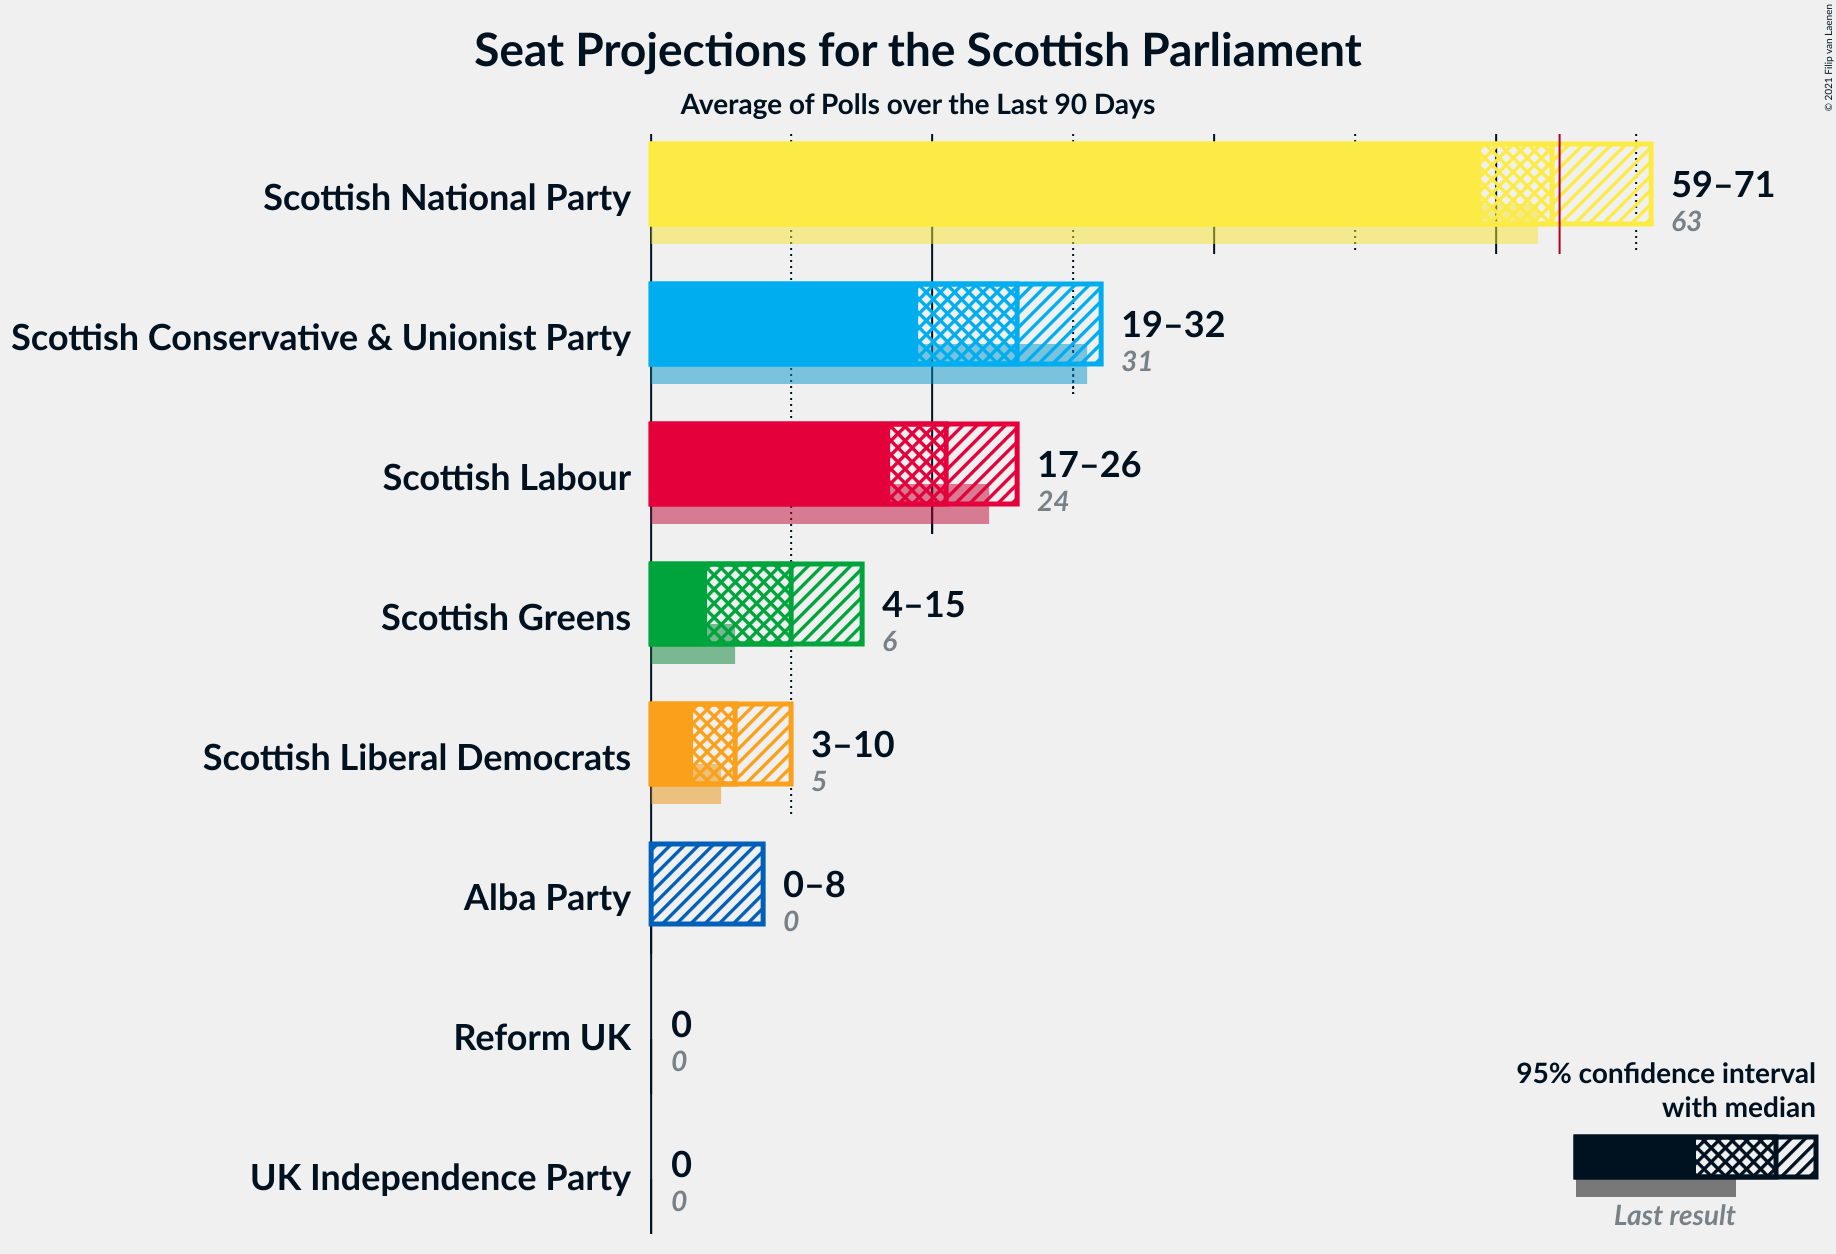 Seat Projections for the Scottish Parliament
Average of Polls over the Last 90 Days
© 2021 Filip van Laenen
Scottish National Party
59–71
63
Scottish Conservative & Unionist Party
19–32
31
Scottish Labour
17–26
24
Scottish Greens
4–15
6
Scottish Liberal Democrats
3–10
5
Alba Party
0–8
0
Reform UK
0
0
UK Independence Party
0
0
95% confidence interval
with median
Last result